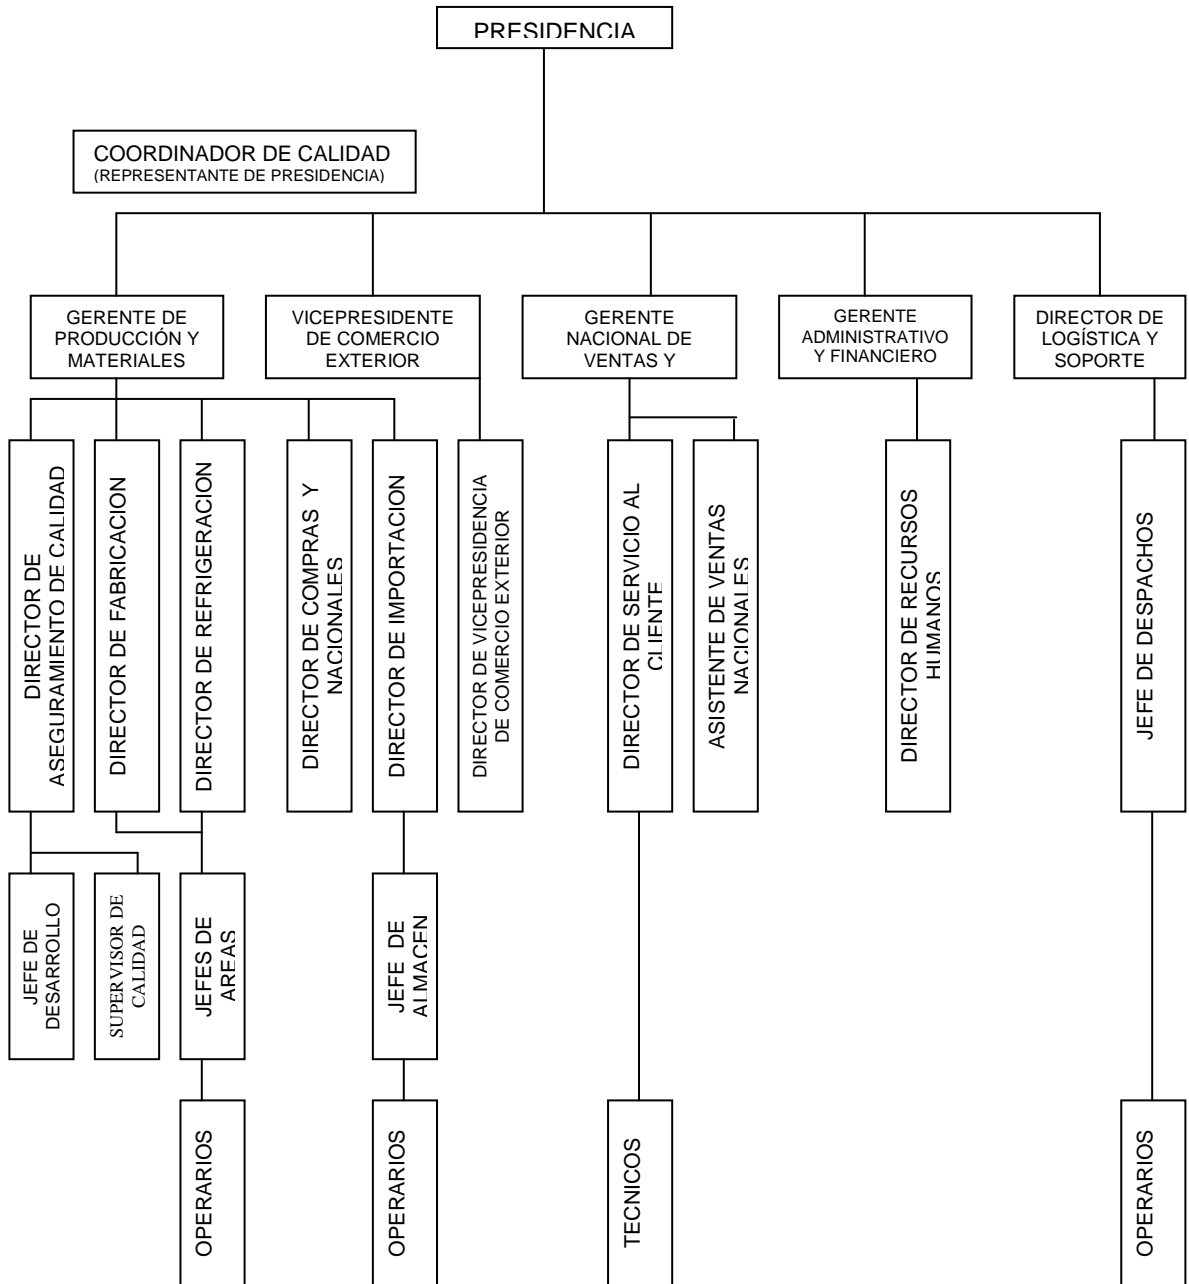 PRESIDENCIA
COORDINADOR DE CALIDAD
(REPRESENTANTE DE PRESIDENCIA)
GERENTE DE
PRODUCCIÓN Y
MATERIALES
VICEPRESIDENTE
DE COMERCIO
EXTERIOR
GERENTE
NACIONAL DE
VENTAS Y
GERENTE
ADMINISTRATIVO
Y FINANCIERO
DIRECTOR DE
LOGÍSTICA Y
SOPORTE
DIRECTOR DE
ASEGURAMIENTO DE CALIDAD
DIRECTOR DE FABRICACION
DIRECTOR DE REFRIGERACION
DIRECTOR DE COMPRAS Y
NACIONALES
DIRECTOR DE IMPORTACION
DIRECTOR DE VICEPRESIDENCIA
DE COMERCIO EXTERIOR
DIRECTOR DE SERVICIO AL
CLIENTE
ASISTENTE DE VENTAS
NACIONALES
DIRECTOR DE RECURSOS
HUMANOS
JEFE DE DESPACHOS
JEFE DE
DESARROLLO
SUPERVISOR DE
CALIDAD
JEFES DE
AREAS
JEFE DE
ALMACEN
OPERARIOS
OPERARIOS
TECNICOS
OPERARIOS